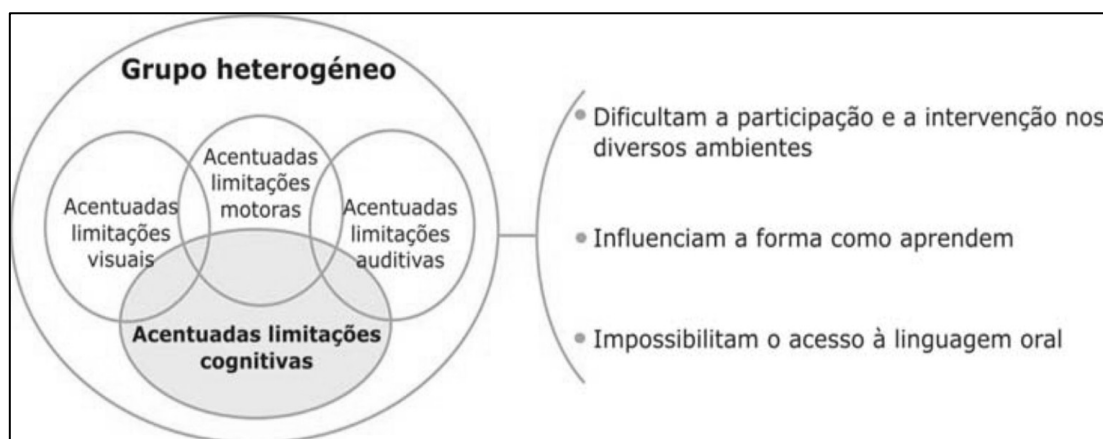 Grupo heterogéneo
Acentuadas
limitações
motoras
Acentuadas
limitações
visuais
Acentuadas
limitações
auditivas
Acentuadas limitações
cognitivas
Dificultam a participação e a intervenção nos
diversos ambientes
Influenciam a forma como aprendem
Impossibilitam o acesso à linguagem oral